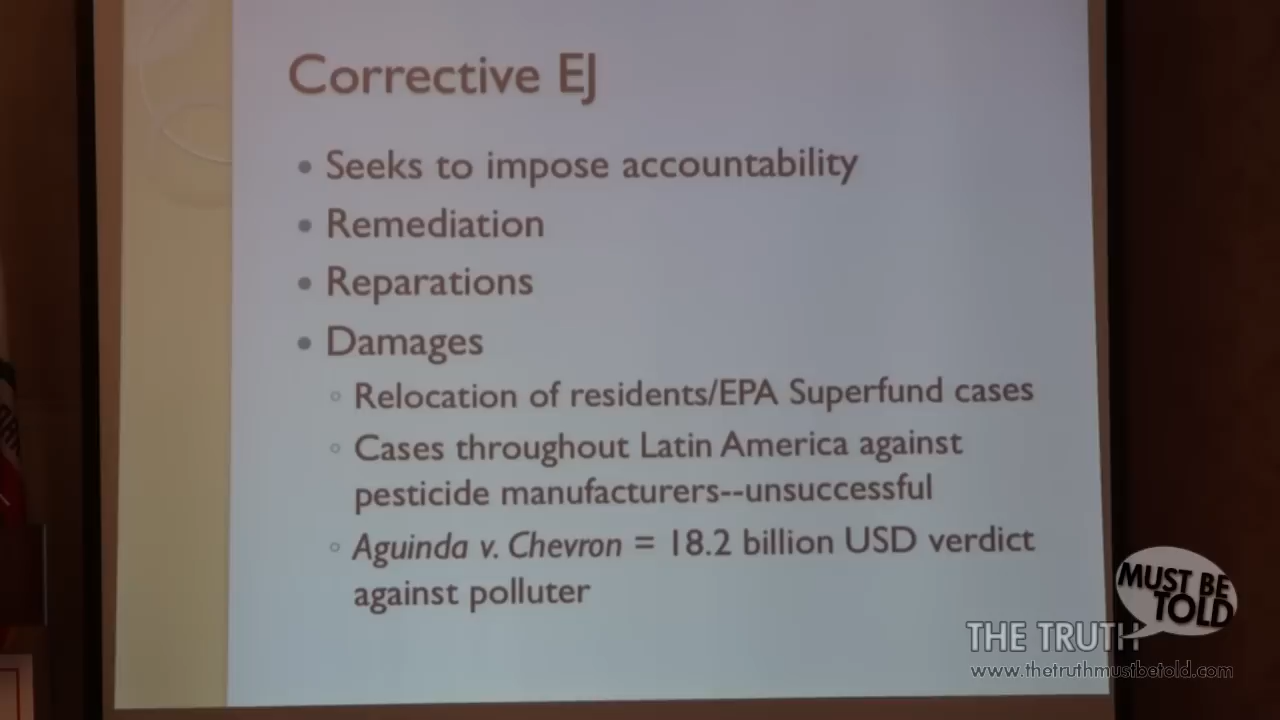 Corrective EJ
• Seeks to impose accountability
• Remediation
• Reparations
• Damages
◦ Relocation of residents/EPA Superfund cases
◦ Cases throughout Latin America against
pesticide manufacturers--unsuccessful
◦ Aguinda v. Chevron = 18.2 billion USD verdict
against polluter
MUST BE
TOLD
THE TRUTH
www.thetruthmustbetold.com